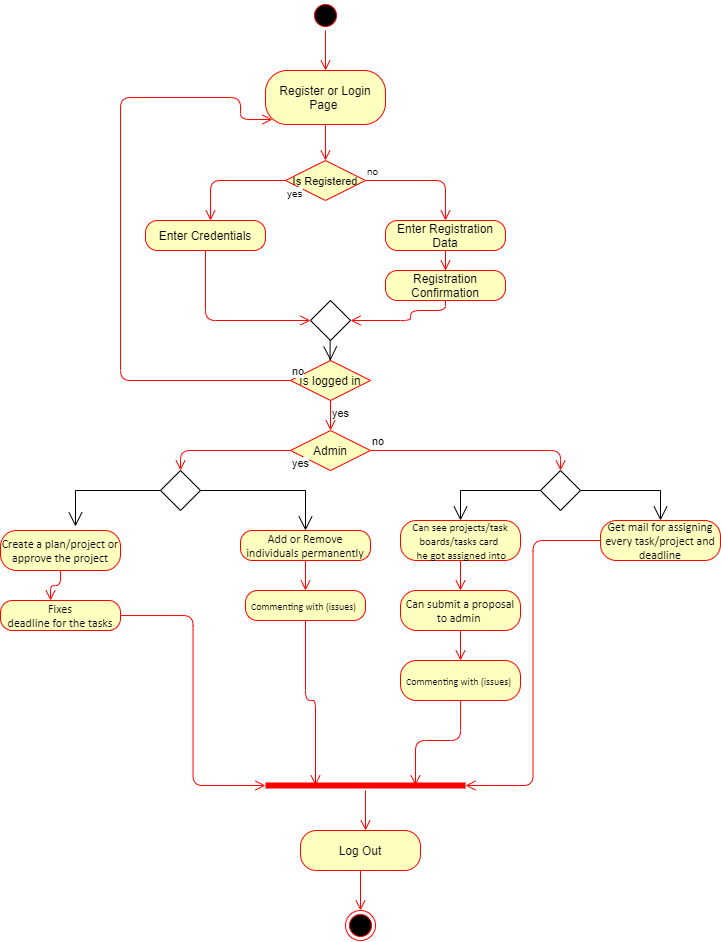 Register or Login
Page
Is Registered
no
yes
Enter Credentials
Enter Registration
Data
Registration
Confirmation
no
is logged in
yes
Admin
no
yes
Create a plan/project or
approve the project
Add or Remove
individuals permanently
Can see projects/task
boards/tasks card
he got assigned into
Get mail for assigning
every task/project and
deadline
Fixes
deadline for the tasks
Commenting with (issues)
Can submit a proposal
to admin
Commenting with (issues)
Log Out